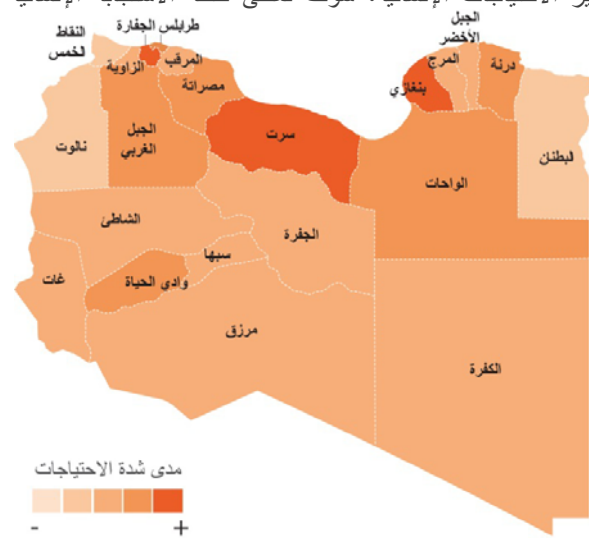 النقاط
الخمس
الزاوية
الجفارة
طرابلس
المرقب
مصراتة
الجبل
الأخضر
المرج
بنغازي
درنة
البطنان
نالوت
الجبل
الغربي
سرت
الواحات
الشاطئ
الجفرة
سبها
وادي الحياة
غات
مرزق
الكفرة
مدى شدة الاحتياجات
- +